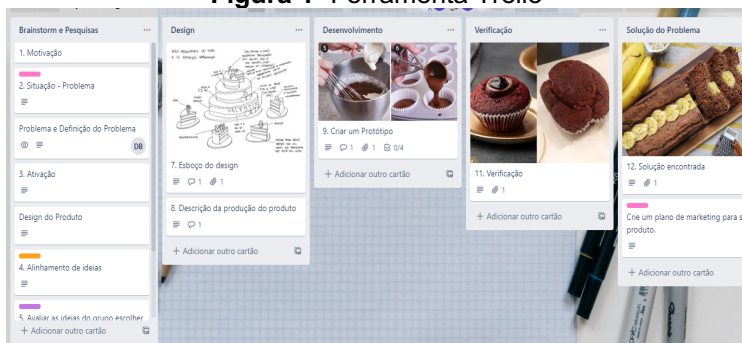 Figura 1 Ferramenta Trello
Brainstorm e Pesquisas
1. Motivação
2. Situação - Problema
Problema e Definição do Problema
DB
3. Ativação
Design do Produto
4. Alinhamento de ideias
5. Avaliar as ideias do grupo escolher
+ Adicionar outro cartão
Design
7. Esboço do design
1
1
8. Descrição da produção do produto
1
+ Adicionar outro cartão
Desenvolvimento
5
6
9. Criar um Protótipo
1
1
0/4
+ Adicionar outro cartão
Verificação
11. Verificação
1
+ Adicionar outro cartão
Solução do Problema
12. Solução encontrada
1
Crie um plano de marketing para s
produto.
+ Adicionar outro cartão